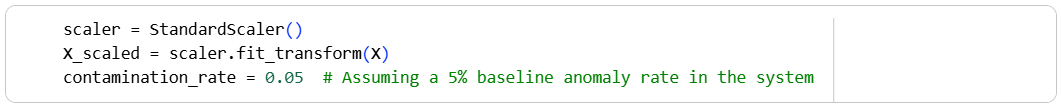 scaler = StandardScaler()
X_scaled = scaler.fit_transform(X)
contamination_rate = 0.05  # Assuming a 5% baseline anomaly rate in the system